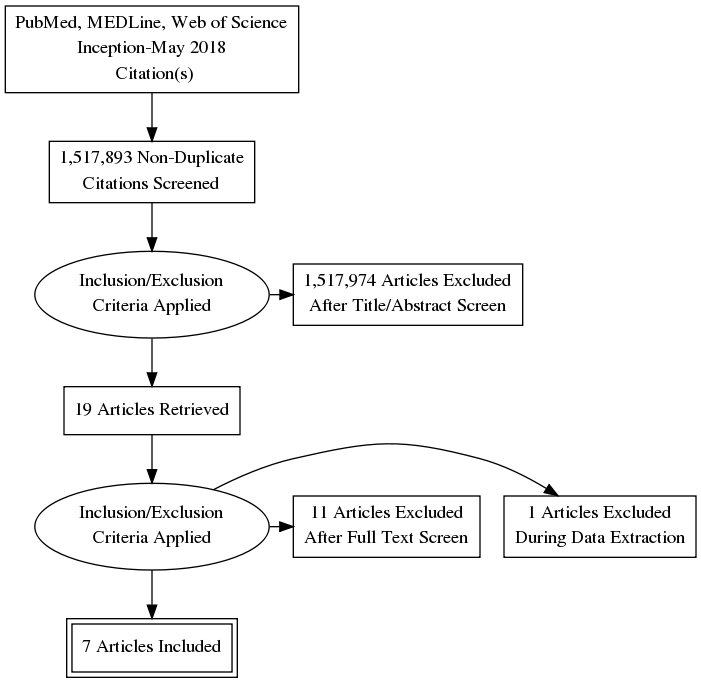 PubMed, MEDLine, Web of Science
Inception-May 2018
Citation(s)
1,517,893 Non-Duplicate
Citations Screened
Inclusion/Exclusion
Criteria Applied
1,517,974 Articles Excluded
After Title/Abstract Screen
19 Articles Retrieved
Inclusion/Exclusion
Criteria Applied
11 Articles Excluded
After Full Text Screen
1 Articles Excluded
During Data Extraction
7 Articles Included